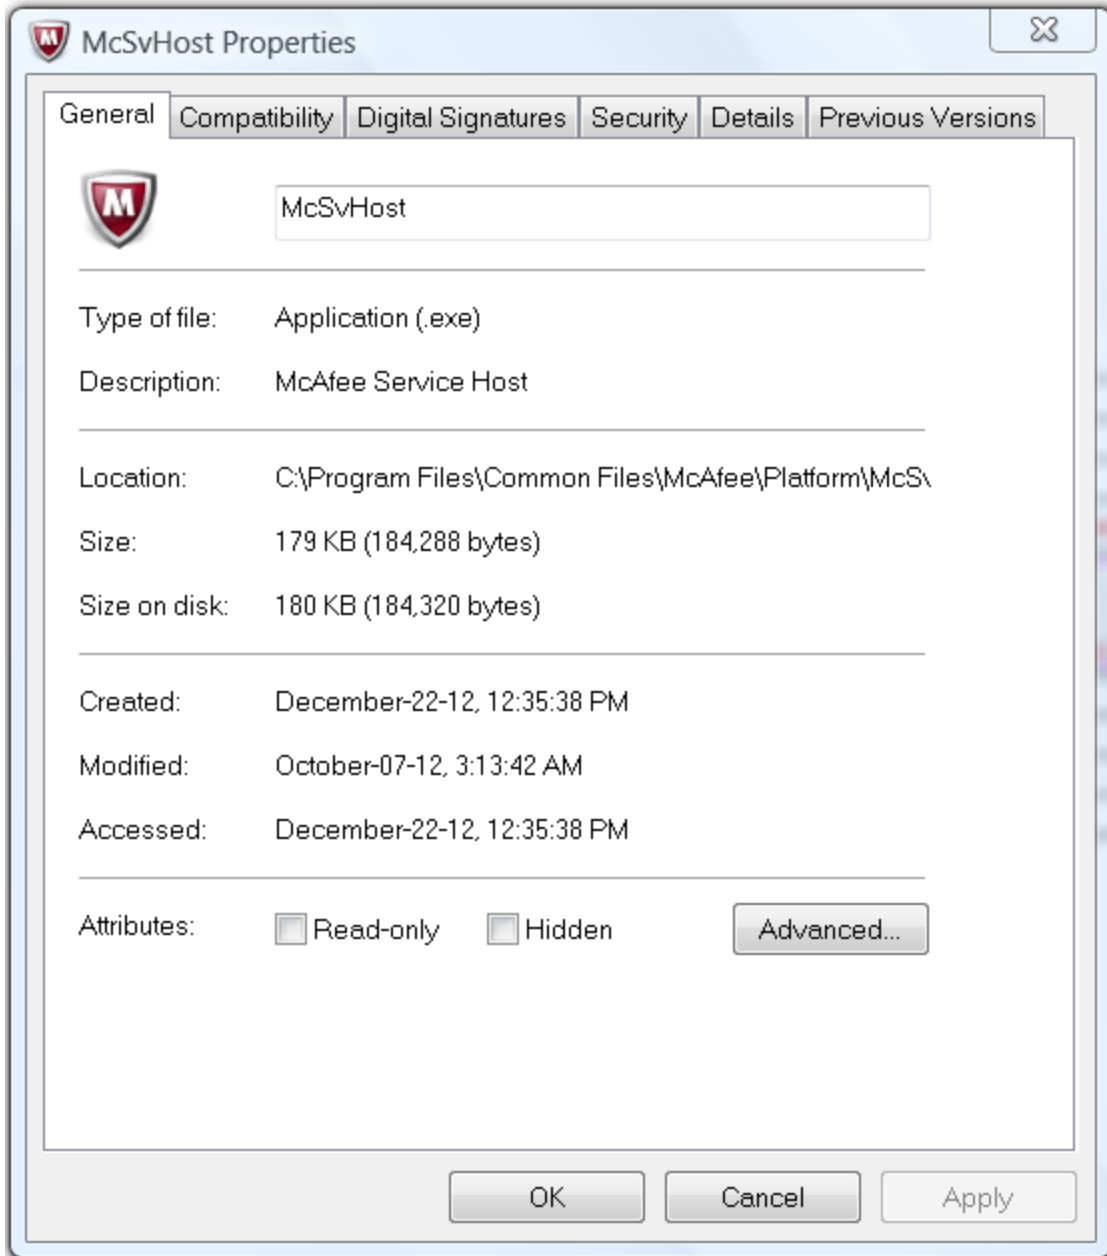 McSvHost Properties
General Compatibility Digital Signatures Security Details Previous Versions
McSvHost
Type of file: Application (.exe)
Description: McAfee Service Host
Location: C:\Program Files\Common Files\McAfee\Platform\McS\
Size: 179 KB (184,288 bytes)
Size on disk: 180 KB (184,320 bytes)
Created: December-22-12, 12:35:38 PM
Modified: October-07-12, 3:13:42 AM
Accessed: December-22-12, 12:35:38 PM
Attributes: Read-only Hidden Advanced...
OK Cancel Apply